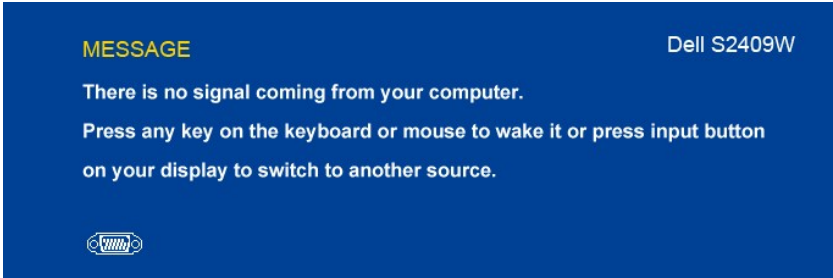 MESSAGE
Dell S2409W
There is no signal coming from your computer.
Press any key on the keyboard or mouse to wake it or press input button
on your display to switch to another source.